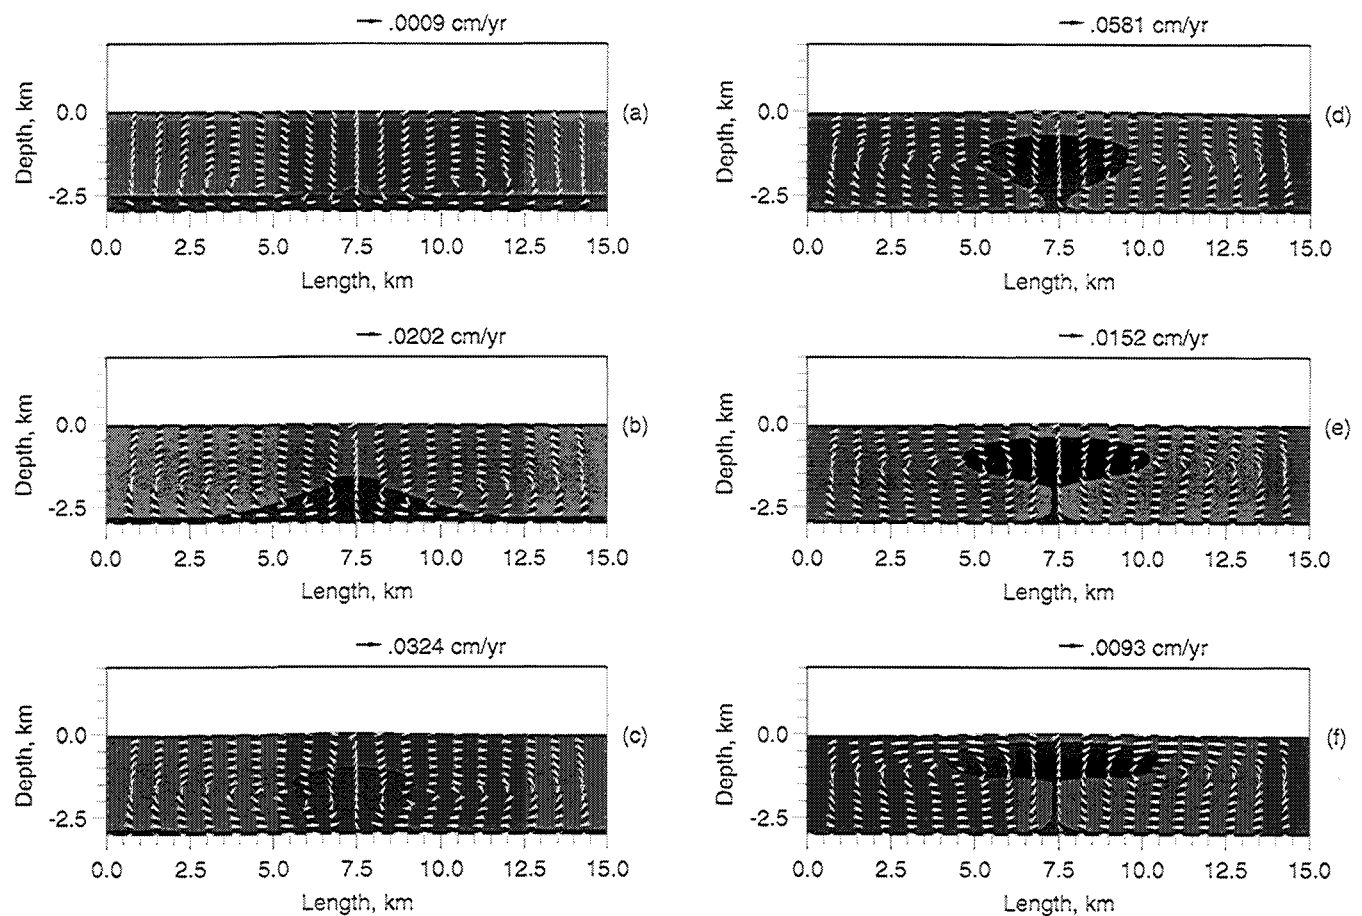 .0009 cm/yr
Depth, km
0.0
-2.5
(a)
0.0 2.5 5.0 7.5 10.0 12.5 15.0
Length, km
.0202 cm/yr
Depth, km
0.0
-2.5
(b)
0.0 2.5 5.0 7.5 10.0 12.5 15.0
Length, km
.0324 cm/yr
Depth, km
0.0
-2.5
(c)
0.0 2.5 5.0 7.5 10.0 12.5 15.0
Length, km
.0581 cm/yr
Depth, km
0.0
-2.5
(d)
0.0 2.5 5.0 7.5 10.0 12.5 15.0
Length, km
.0152 cm/yr
Depth, km
0.0
-2.5
(e)
0.0 2.5 5.0 7.5 10.0 12.5 15.0
Length, km
.0093 cm/yr
Depth, km
0.0
-2.5
(f)
0.0 2.5 5.0 7.5 10.0 12.5 15.0
Length, km